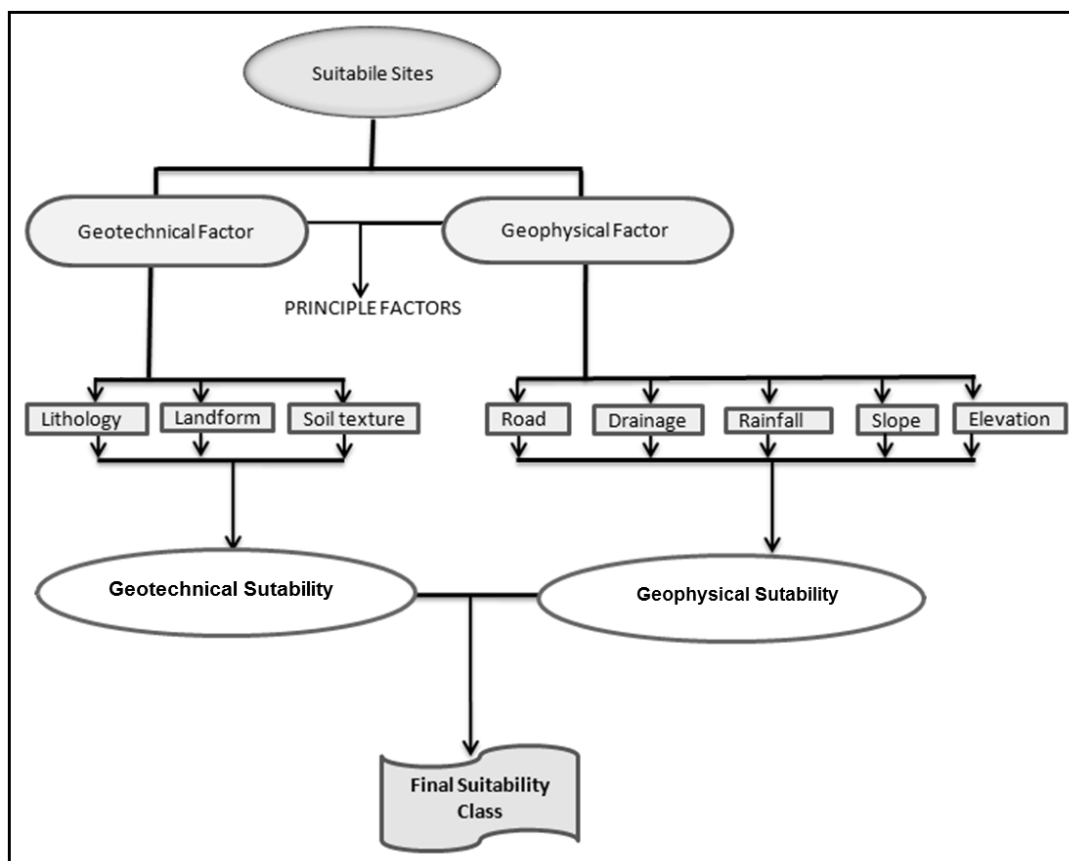 Suitabile Sites
Geotechnical Factor
Geophysical Factor
PRINCIPLE FACTORS
Lithology
Landform
Soil texture
Road
Drainage
Rainfall
Slope
Elevation
Geotechnical Sutability
Geophysical Sutability
Final Suitability
Class